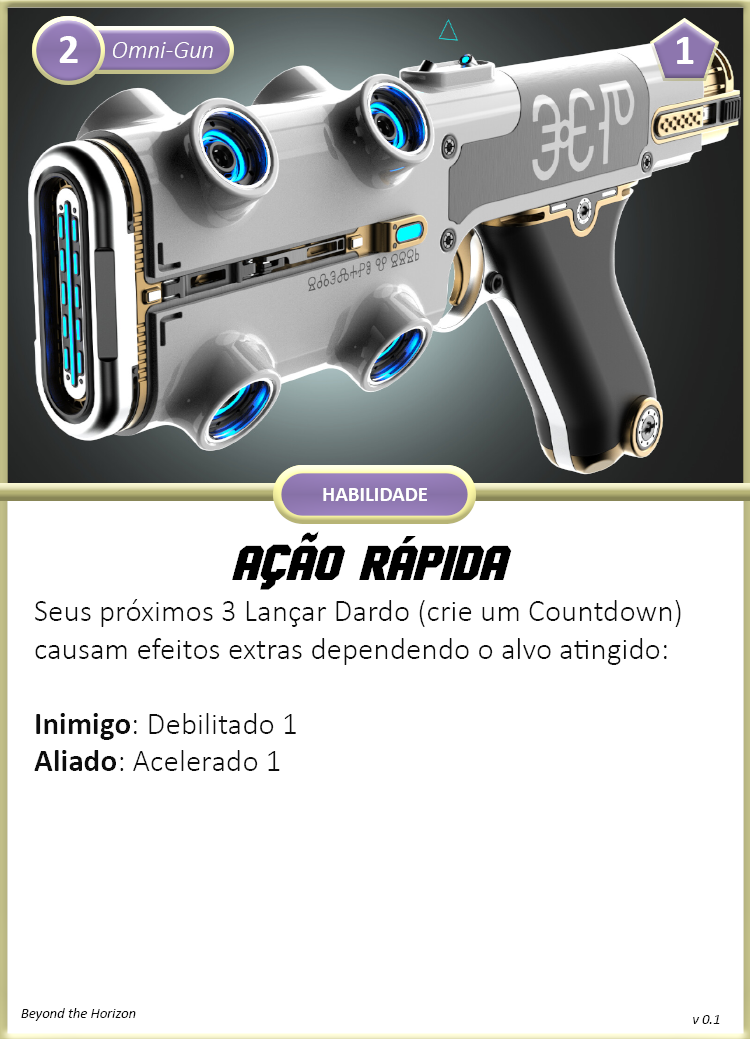 2 Omni-Gun
1
HABILIDADE
AÇÃO RÁPIDA
Seus próximos 3 Lançar Dardo (crie um Countdown)
causam efeitos extras dependendo o alvo atingido:
Inimigo: Debilitado 1
Aliado: Acelerado 1
Beyond the Horizon
v 0.1